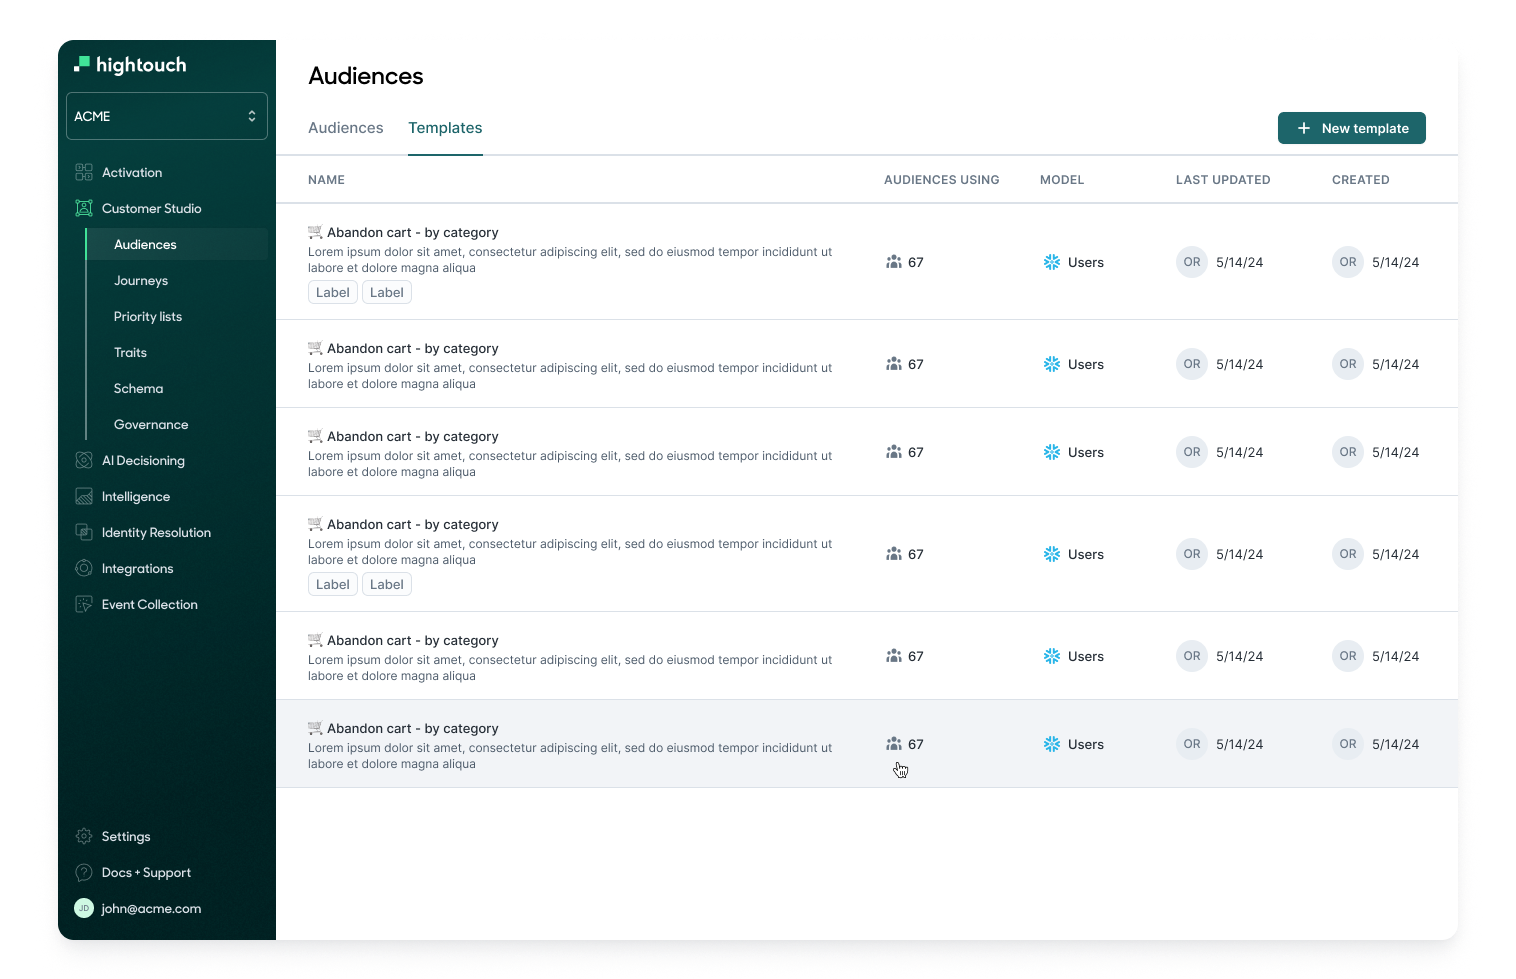 hightouch
ACME
Activation
Customer Studio
Audiences
Journeys
Priority lists
Traits
Schema
Governance
AI Decisioning
Intelligence
Identity Resolution
Integrations
Event Collection
Settings
Docs + Support
JD john@acme.com
Audiences
Audiences Templates
+ New template
NAME AUDIENCES USING MODEL LAST UPDATED CREATED
Abandon cart - by category
Lorem ipsum dolor sit amet, consectetur adipiscing elit, sed do eiusmod tempor incididunt ut
labore et dolore magna aliqua
Label Label
67 Users OR 5/14/24 OR 5/14/24
Abandon cart - by category
Lorem ipsum dolor sit amet, consectetur adipiscing elit, sed do eiusmod tempor incididunt ut
labore et dolore magna aliqua
67 Users OR 5/14/24 OR 5/14/24
Abandon cart - by category
Lorem ipsum dolor sit amet, consectetur adipiscing elit, sed do eiusmod tempor incididunt ut
labore et dolore magna aliqua
67 Users OR 5/14/24 OR 5/14/24
Abandon cart - by category
Lorem ipsum dolor sit amet, consectetur adipiscing elit, sed do eiusmod tempor incididunt ut
labore et dolore magna aliqua
Label Label
67 Users OR 5/14/24 OR 5/14/24
Abandon cart - by category
Lorem ipsum dolor sit amet, consectetur adipiscing elit, sed do eiusmod tempor incididunt ut
labore et dolore magna aliqua
67 Users OR 5/14/24 OR 5/14/24
Abandon cart - by category
Lorem ipsum dolor sit amet, consectetur adipiscing elit, sed do eiusmod tempor incididunt ut
labore et dolore magna aliqua
67 Users OR 5/14/24 OR 5/14/24